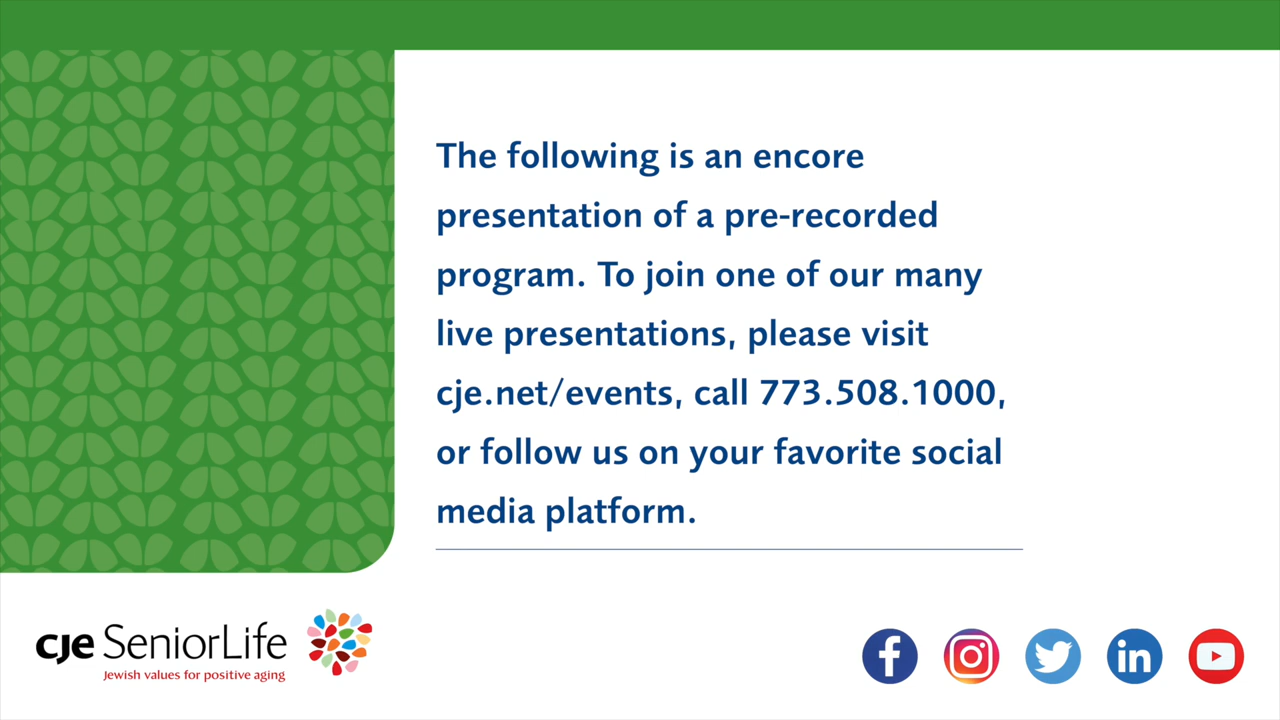 The following is an encore
presentation of a pre-recorded
program. To join one of our many
live presentations, please visit
cje.net/events, call 773.508.1000,
or follow us on your favorite social
media platform.
cje SeniorLife
Jewish values for positive aging